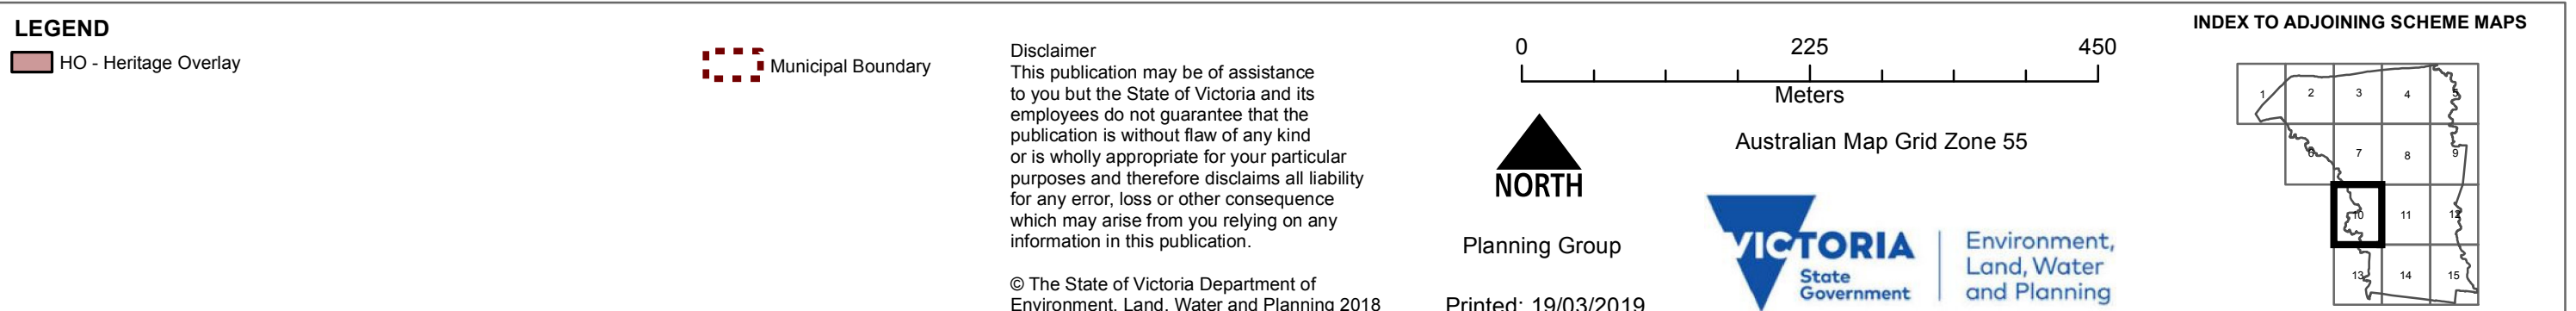 LEGEND
HO - Heritage Overlay
Municipal Boundary
Disclaimer
This publication may be of assistance
to you but the State of Victoria and its
employees do not guarantee that the
publication is without flaw of any kind
or is wholly appropriate for your particular
purposes and therefore disclaims all liability
for any error, loss or other consequence
which may arise from you relying on any
information in this publication.
© The State of Victoria Department of
Environment, Land, Water and Planning 2018
0 225 450
Meters
Australian Map Grid Zone 55
NORTH
Planning Group
Printed: 19/03/2019
VICTORIA
State
Government
Environment,
Land, Water
and Planning
INDEX TO ADJOINING SCHEME MAPS
1 2 3 4 5
6 7 8 9
10 11 12
13 14 15